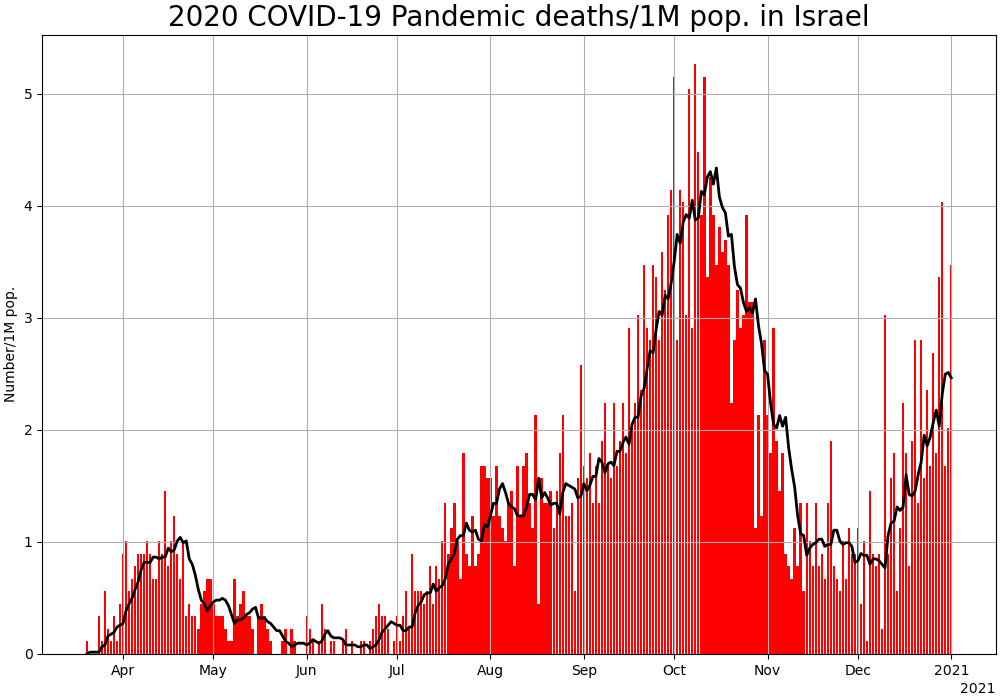 2020 COVID-19 Pandemic deaths/1M pop. in Israel
Number/1M pop.
5
4
3
2
1
0
Apr May Jun Jul Aug Sep Oct Nov Dec 2021
2021